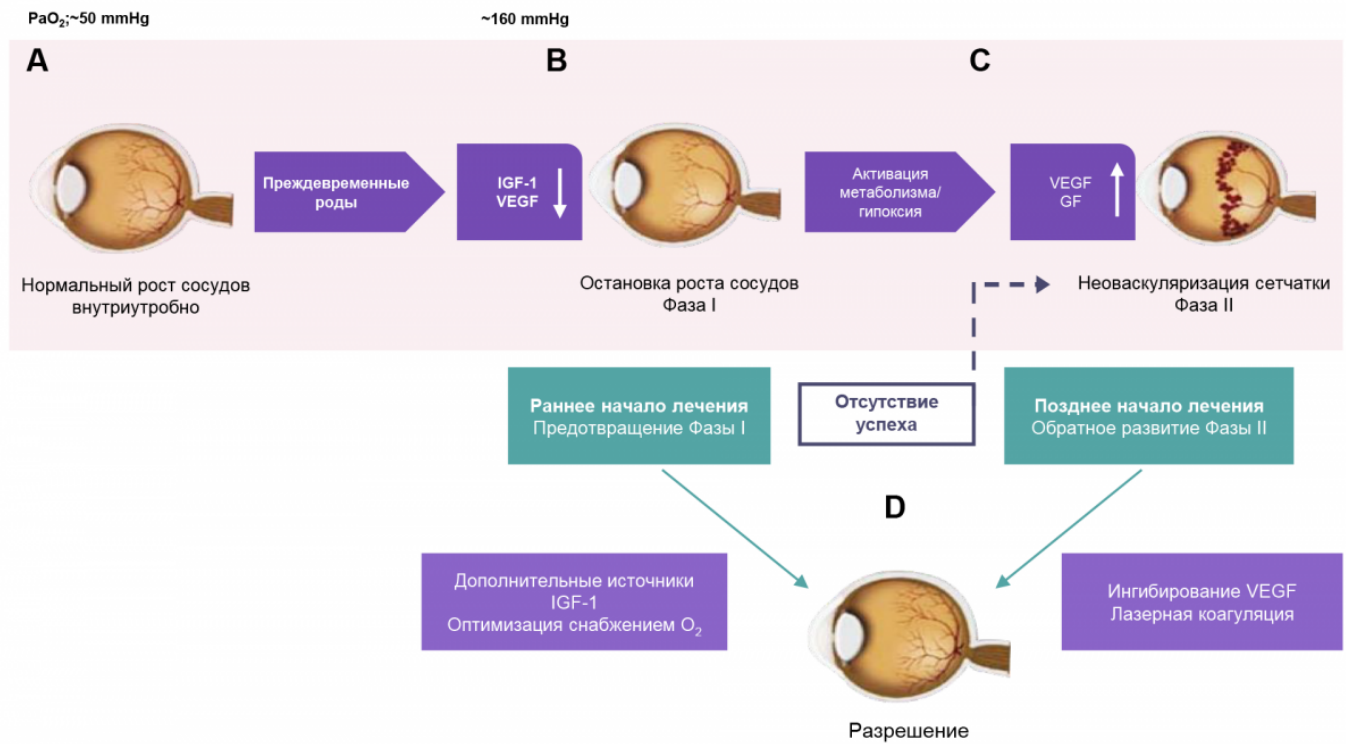 PaO₂;~50 mmHg
~160 mmHg
A
B
C
Преждевременные
роды
IGF-1
VEGF
Активация
метаболизма/
гипоксия
VEGF
GF
Нормальный рост сосудов
внутриутробно
Остановка роста сосудов
Фаза I
Неоваскуляризация сетчатки
Фаза II
Раннее начало лечения
Предотвращение Фазы I
Отсутствие
успеха
Позднее начало лечения
Обратное развитие Фазы II
D
Дополнительные источники
IGF-1
Оптимизация снабжением O₂
Ингибирование VEGF
Лазерная коагуляция
Разрешение